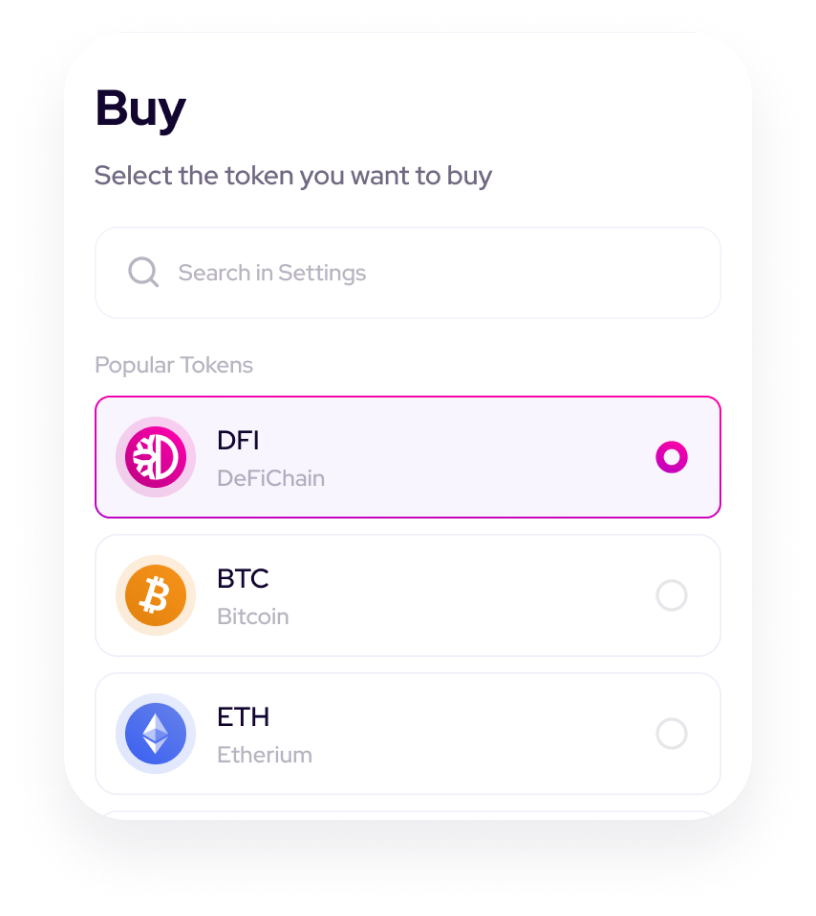 Buy
Select the token you want to buy
Search in Settings
Popular Tokens
DFI
DeFiChain
BTC
Bitcoin
ETH
Etherium